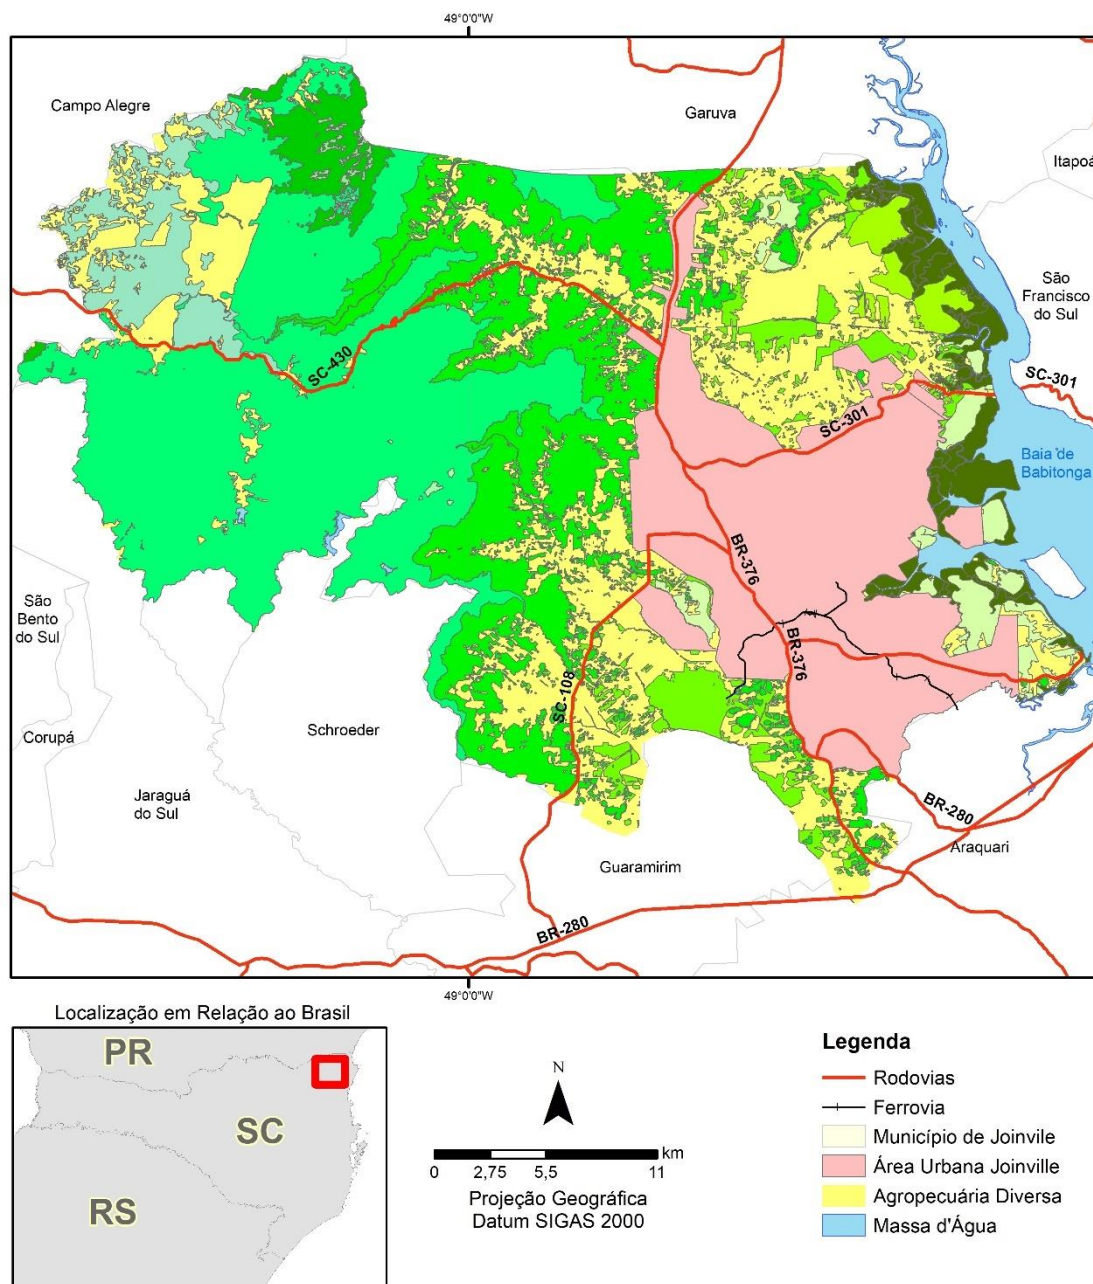 49°0'0"W
Campo Alegre
Garuva
Itapoá
São
Francisco
do Sul
SC-430
SC-301
SC-301
Baia de
Babitonga
BR-376
São
Bento
do Sul
BR-376
SC-108
Corupá
Schroeder
Jaraguá
do Sul
BR-280
Araquari
Guaramirim
BR-280
49°0'0"W
Localização em Relação ao Brasil
PR
SC
RS
N
km
0 2,75 5,5 11
Projeção Geográfica
Datum SIGAS 2000
Legenda
Rodovias
Ferrovia
Município de Joinvile
Área Urbana Joinville
Agropecuária Diversa
Massa d'Água